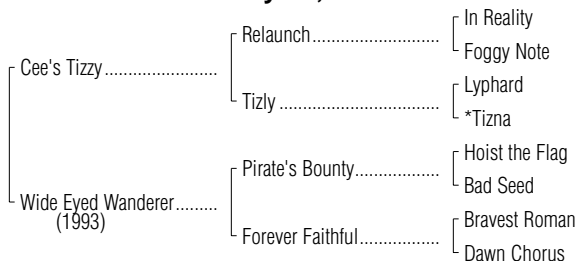 In Reality
Relaunch
Foggy Note
Cee's Tizzy
Lyphard
Tizly
*Tizna
Hoist the Flag
Pirate's Bounty
Bad Seed
Wide Eyed Wanderer
(1993)
Bravest Roman
Forever Faithful
Dawn Chorus